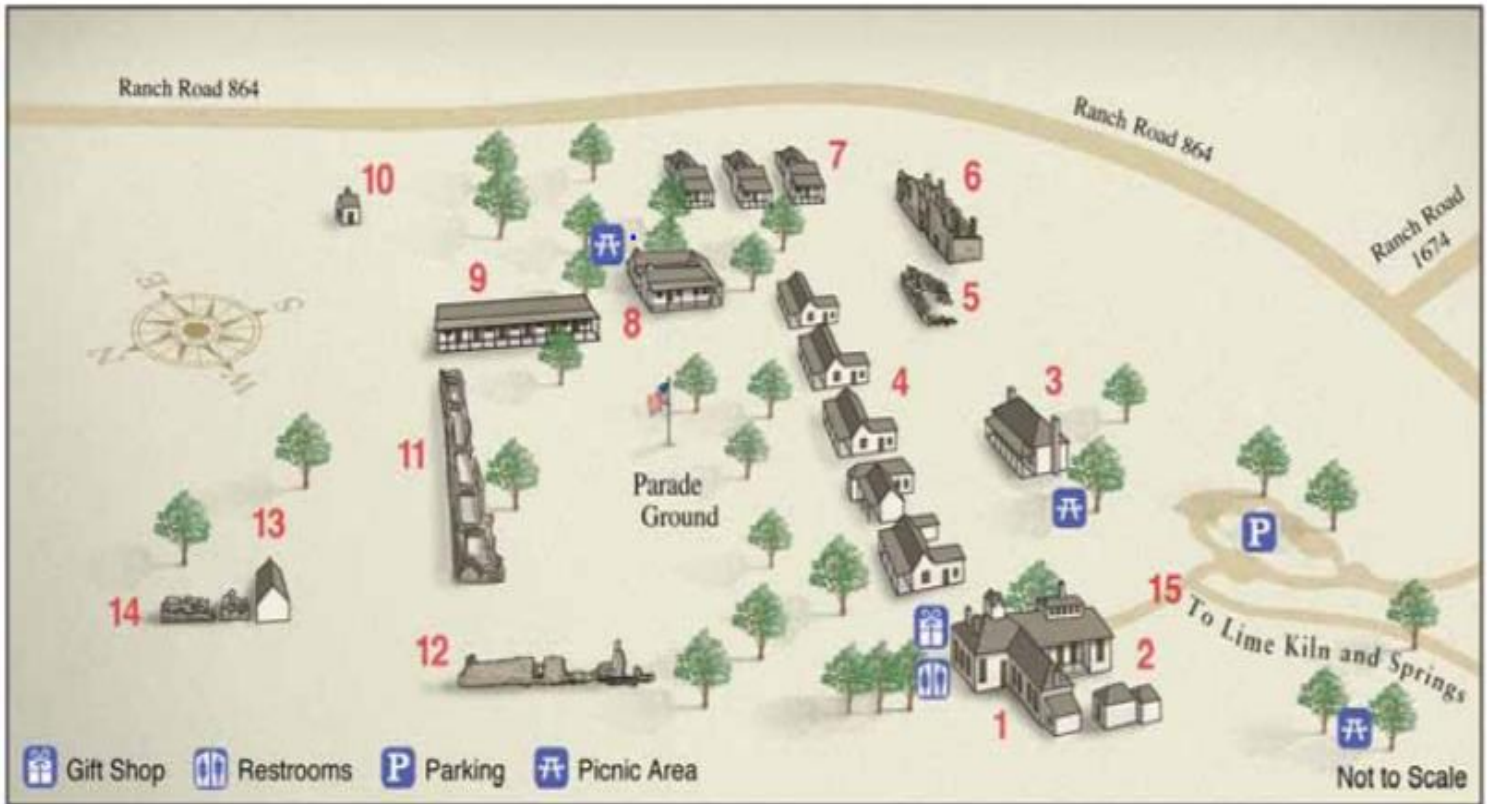 Ranch Road 864
Ranch Road 864
Ranch Road
1674
10
7
6
E
S
9
8
5
N
W
4
3
11
Parade
Ground
13
P
14
15
To Lime Kiln and Springs
12
2
1
Gift Shop
Restrooms
P Parking
Picnic Area
Not to Scale